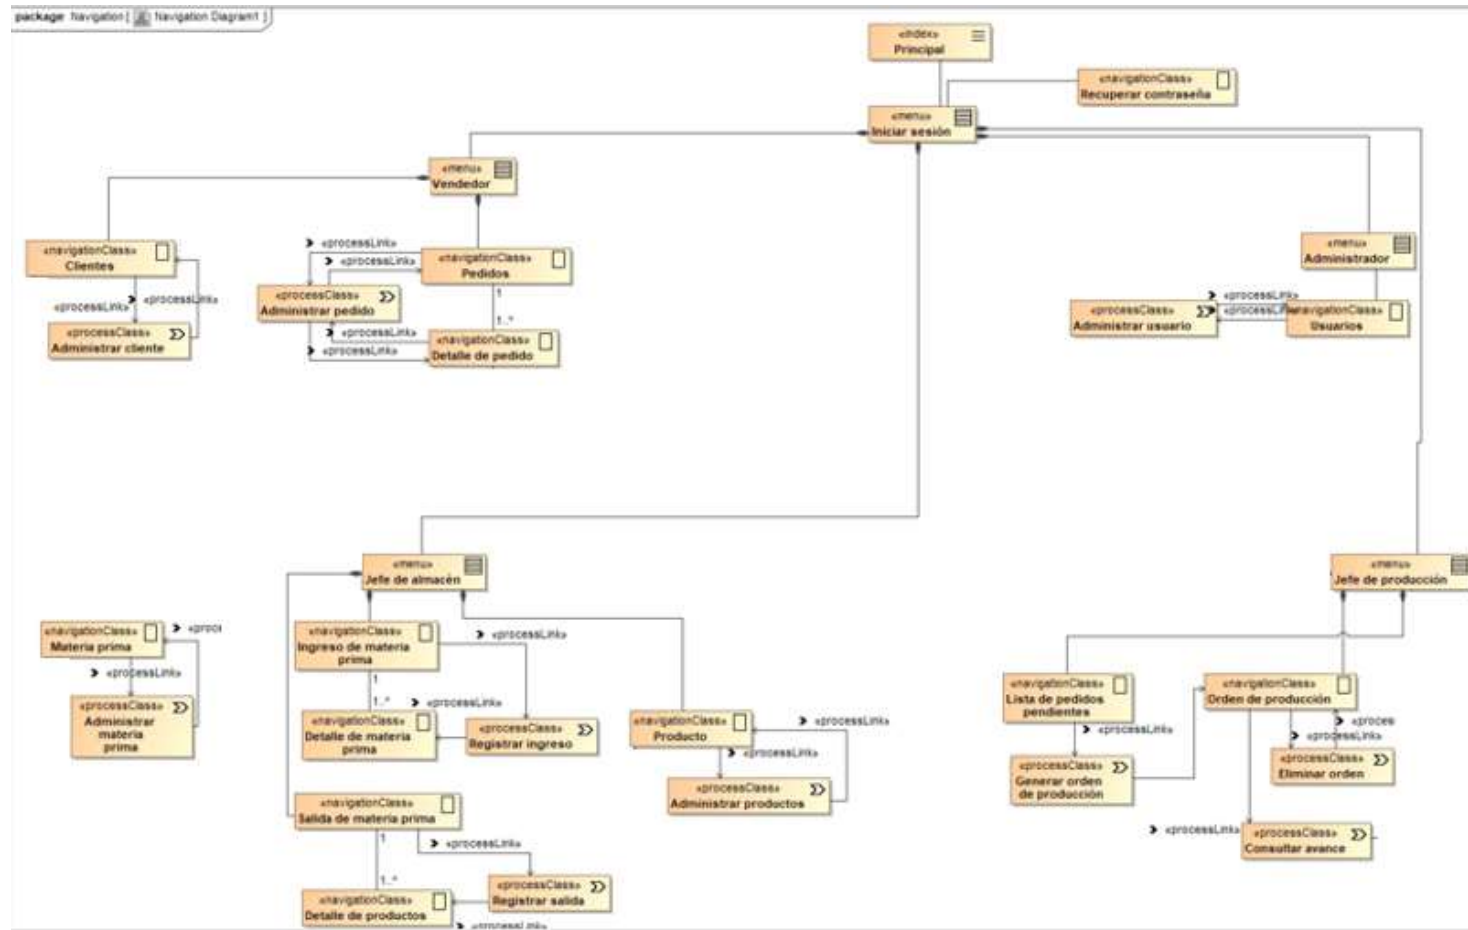 package Navigation [ Navigation Diagram1 ]
«index»
Principal
«navigationClass»
Recuperar contraseña
«menu»
Iniciar sesión
«menu»
Vendedor
«navigationClass»
Clientes
«processLink»
«processLink»
«processClass»
Administrar cliente
«processLink»
«processLink»
«navigationClass»
Pedidos
«processClass»
Administrar pedido
1
1..*
«processLink»
«processLink»
«navigationClass»
Detalle de pedido
«menu»
Administrador
«processLink»
«processClass»
Administrar usuario
«navigationClass»
Usuarios
«menu»
Jefe de almacén
«menu»
Jefe de producción
«navigationClass»
Materia prima
«proce
«processLink»
«processClass»
Administrar
materia
prima
«navigationClass»
Ingreso de materia
prima
«processLink»
1
1..*
«processLink»
«navigationClass»
Detalle de materia
prima
«processClass»
Registrar ingreso
«navigationClass»
Producto
«processLink»
«processLink»
«processClass»
Administrar productos
«navigationClass»
Salida de materia prima
1
«processLink»
1..*
«navigationClass»
Detalle de productos
«processClass»
Registrar salida
«processLink»
«navigationClass»
Lista de pedidos
pendientes
«processLink»
«processClass»
Generar orden
de producción
«navigationClass»
Orden de producción
«proces
«processLink»
«processClass»
Eliminar orden
«processLink»
«processClass»
Consultar avance